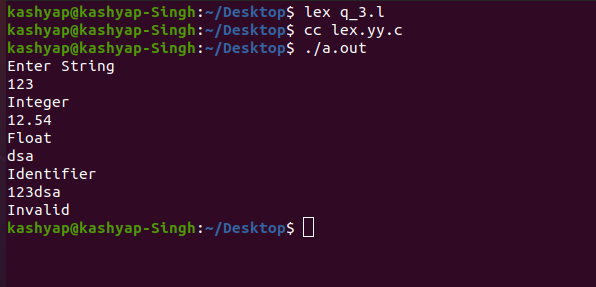 kashyap@kashyap-Singh:~/Desktop$ lex q_3.l
kashyap@kashyap-Singh:~/Desktop$ cc lex.yy.c
kashyap@kashyap-Singh:~/Desktop$ ./a.out
Enter String
123
Integer
12.54
Float
dsa
Identifier
123dsa
Invalid
kashyap@kashyap-Singh:~/Desktop$